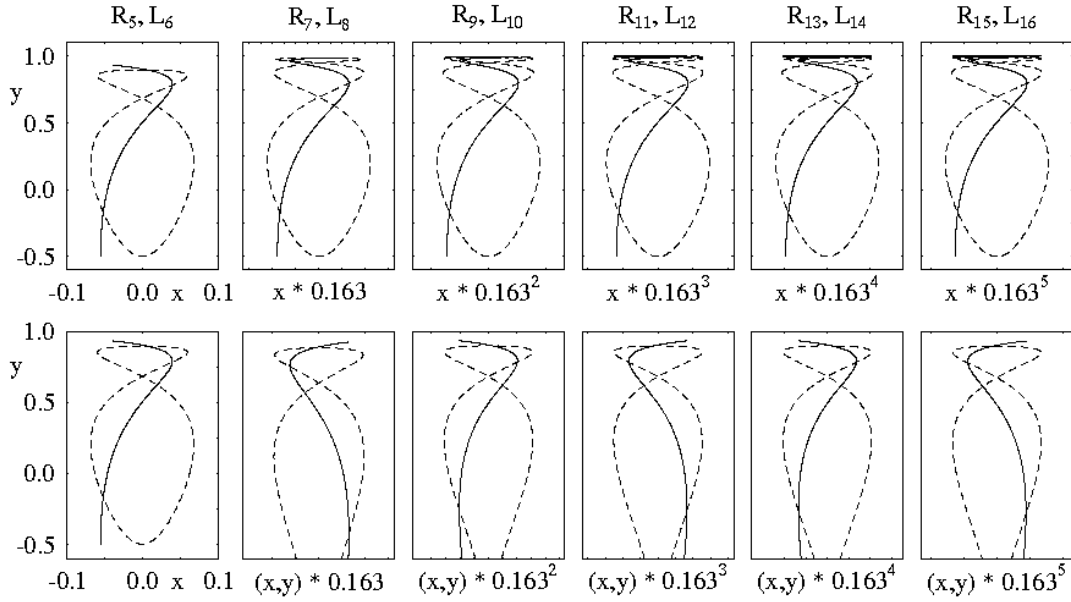 R₅, L₆ R₇, L₈ R₉, L₁₀ R₁₁, L₁₂ R₁₃, L₁₄ R₁₅, L₁₆
1.0
y
0.5
0.0
-0.5
-0.1 0.0 x 0.1 x * 0.163 x * 0.163² x * 0.163³ x * 0.163⁴ x * 0.163⁵
1.0
y
0.5
0.0
-0.5
-0.1 0.0 x 0.1 (x,y) * 0.163 (x,y) * 0.163² (x,y) * 0.163³ (x,y) * 0.163⁴ (x,y) * 0.163⁵